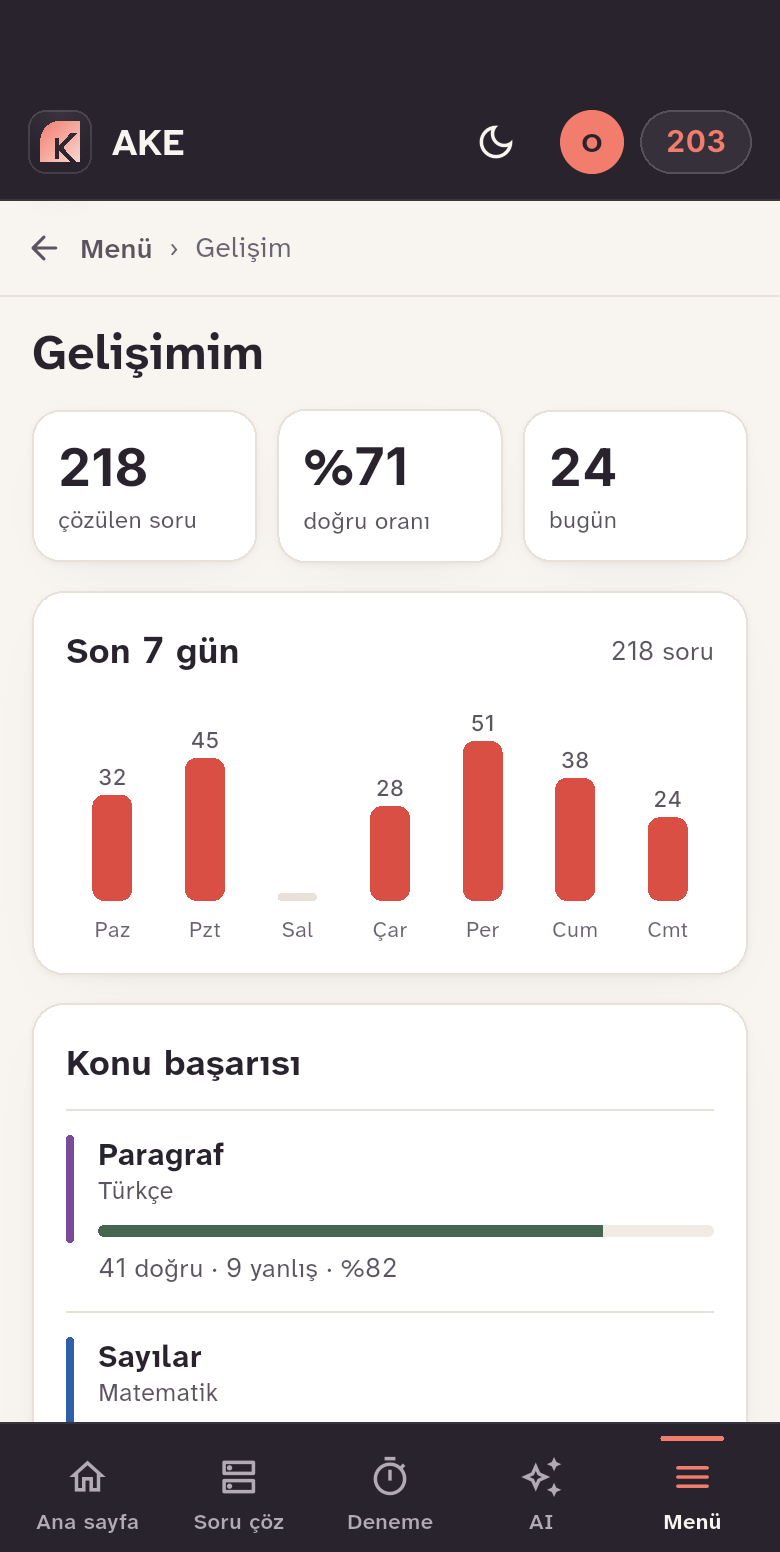 K AKE o 203
Menü › Gelişim
Gelişimim
218 %71 24
çözülen soru doğru oranı bugün
Son 7 gün 218 soru
32 45 28 51 38 24
Paz Pzt Sal Çar Per Cum Cmt
Konu başarısı
Paragraf
Türkçe
41 doğru · 9 yanlış · %82
Sayılar
Matematik
Ana sayfa Soru çöz Deneme AI Menü